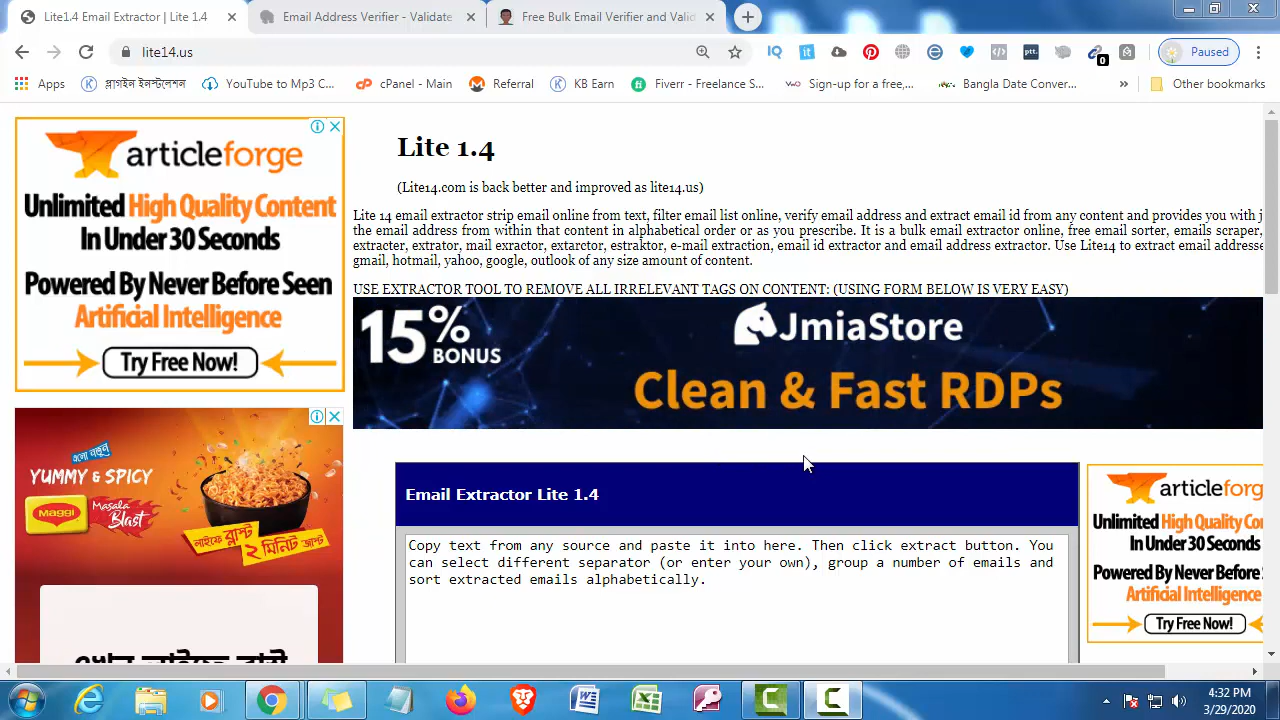 Lite1.4 Email Extractor | Lite 1.4
Email Address Verifier - Validate
Free Bulk Email Verifier and Valid
lite14.us
Paused
0
Apps
প্লাগইন ইনস্টলেশন
YouTube to Mp3 C...
cPanel - Main
Referral
KB Earn
Fiverr - Freelance S...
Sign-up for a free,...
Bangla Date Conver...
»
Other bookmarks
articleforge
Unlimited High Quality Content
In Under 30 Seconds
Powered By Never Before Seen
Artificial Intelligence
Try Free Now!
Lite 1.4
(Lite14.com is back better and improved as lite14.us)
Lite 14 email extractor strip email online from text, filter email list online, verify email address and extract email id from any content and provides you with j
the email address from within that content in alphabetical order or as you prescribe. It is a bulk email extractor online, free email sorter, emails scraper,
extracter, extrator, mail exractor, extarctor, estraktor, e-mail extraction, email id extractor and email address extractor. Use Lite14 to extract email addresse
gmail, hotmail, yahoo, google, outlook of any size amount of content.
USE EXTRACTOR TOOL TO REMOVE ALL IRRELEVANT TAGS ON CONTENT: (USING FORM BELOW IS VERY EASY)
15%
BONUS
JmiaStore
Clean & Fast RDPs
YUMMY & SPICY
Maggi
Masala
Blast
লাইফে ব্লাস্ট
২ মিনিট জাস্ট
Email Extractor Lite 1.4
Copy text from any source and paste it into here. Then click extract button. You
can select different separator (or enter your own), group a number of emails and
sort extracted emails alphabetically.
articleforg
Unlimited High Quality Co
In Under 30 Seconds
Powered By Never Before
Artificial Intelligence
Try Free Now!
4:32 PM
3/29/2020